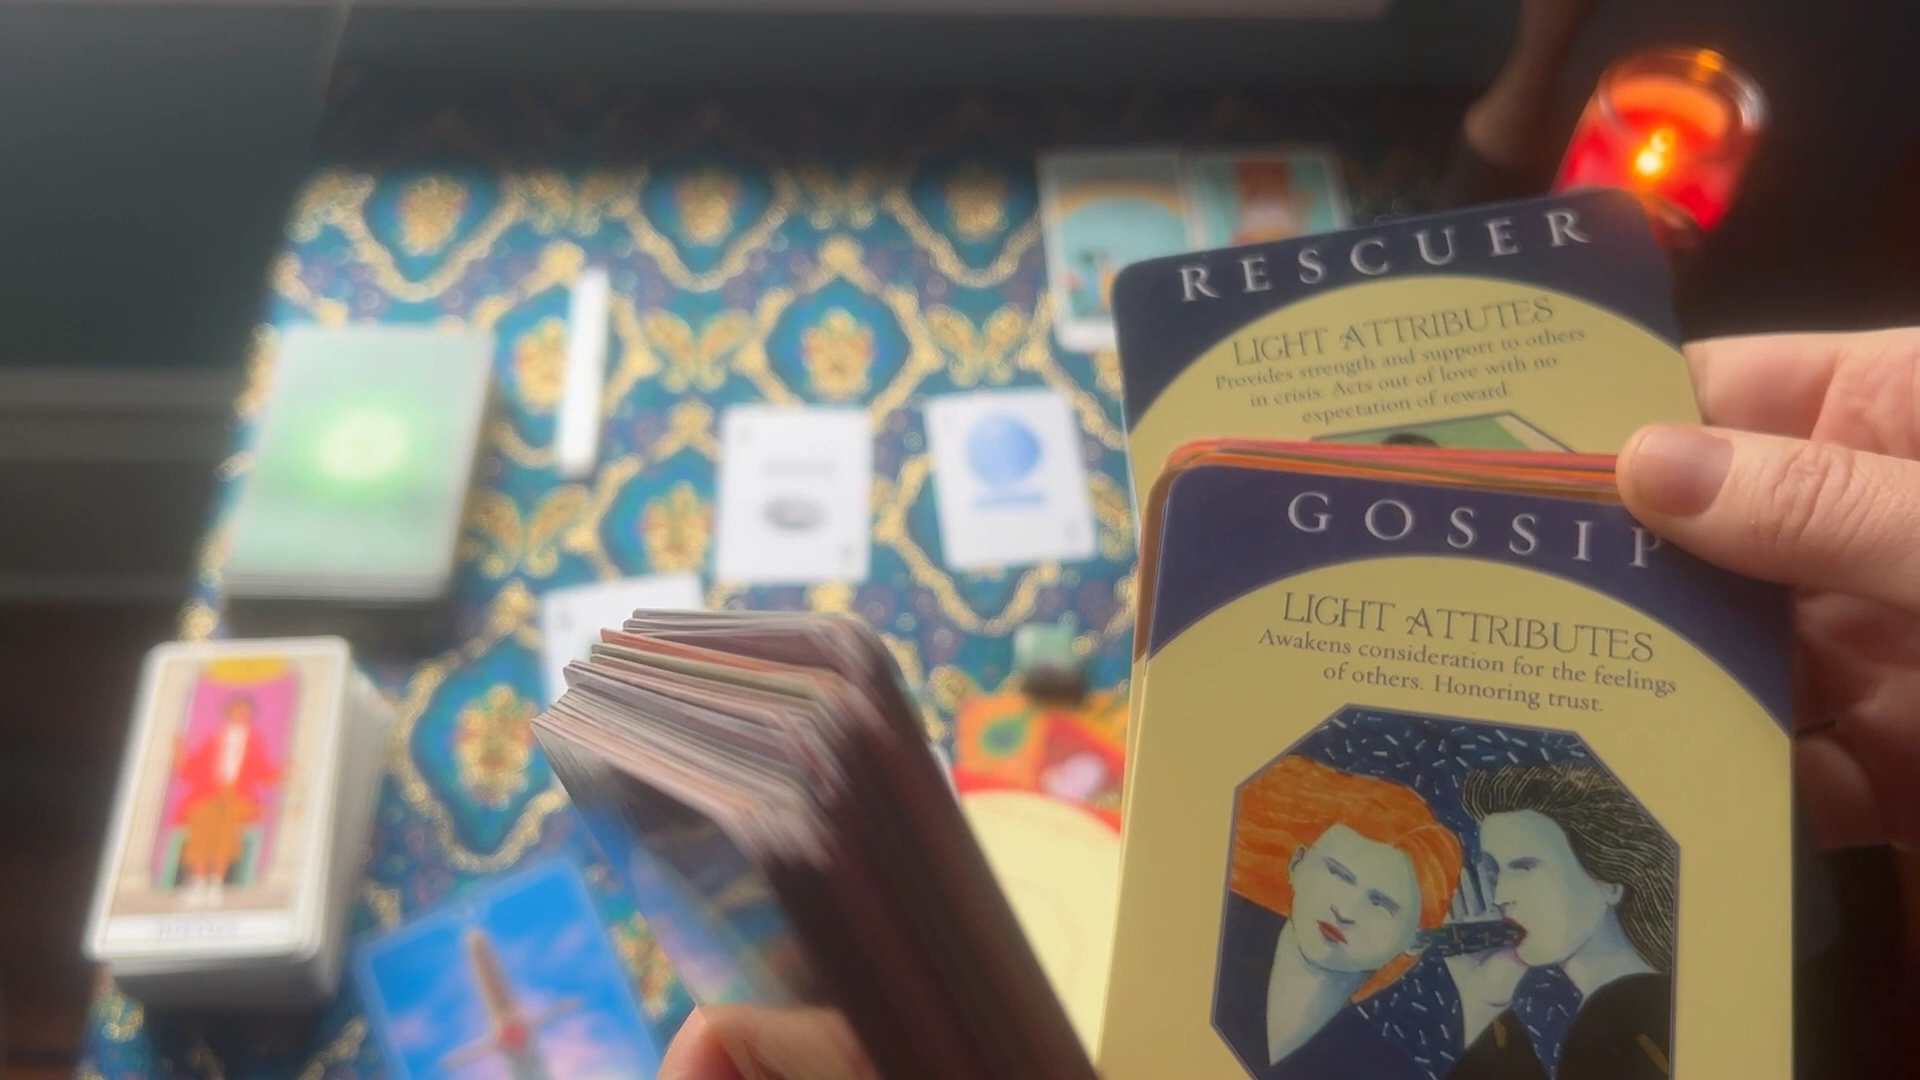 RESCUER
LIGHT ATTRIBUTES
Provides strength and support to others
in crisis. Acts out of love with no
expectation of reward.
GOSSIP
LIGHT ATTRIBUTES
Awakens consideration for the feelings
of others. Honoring trust.